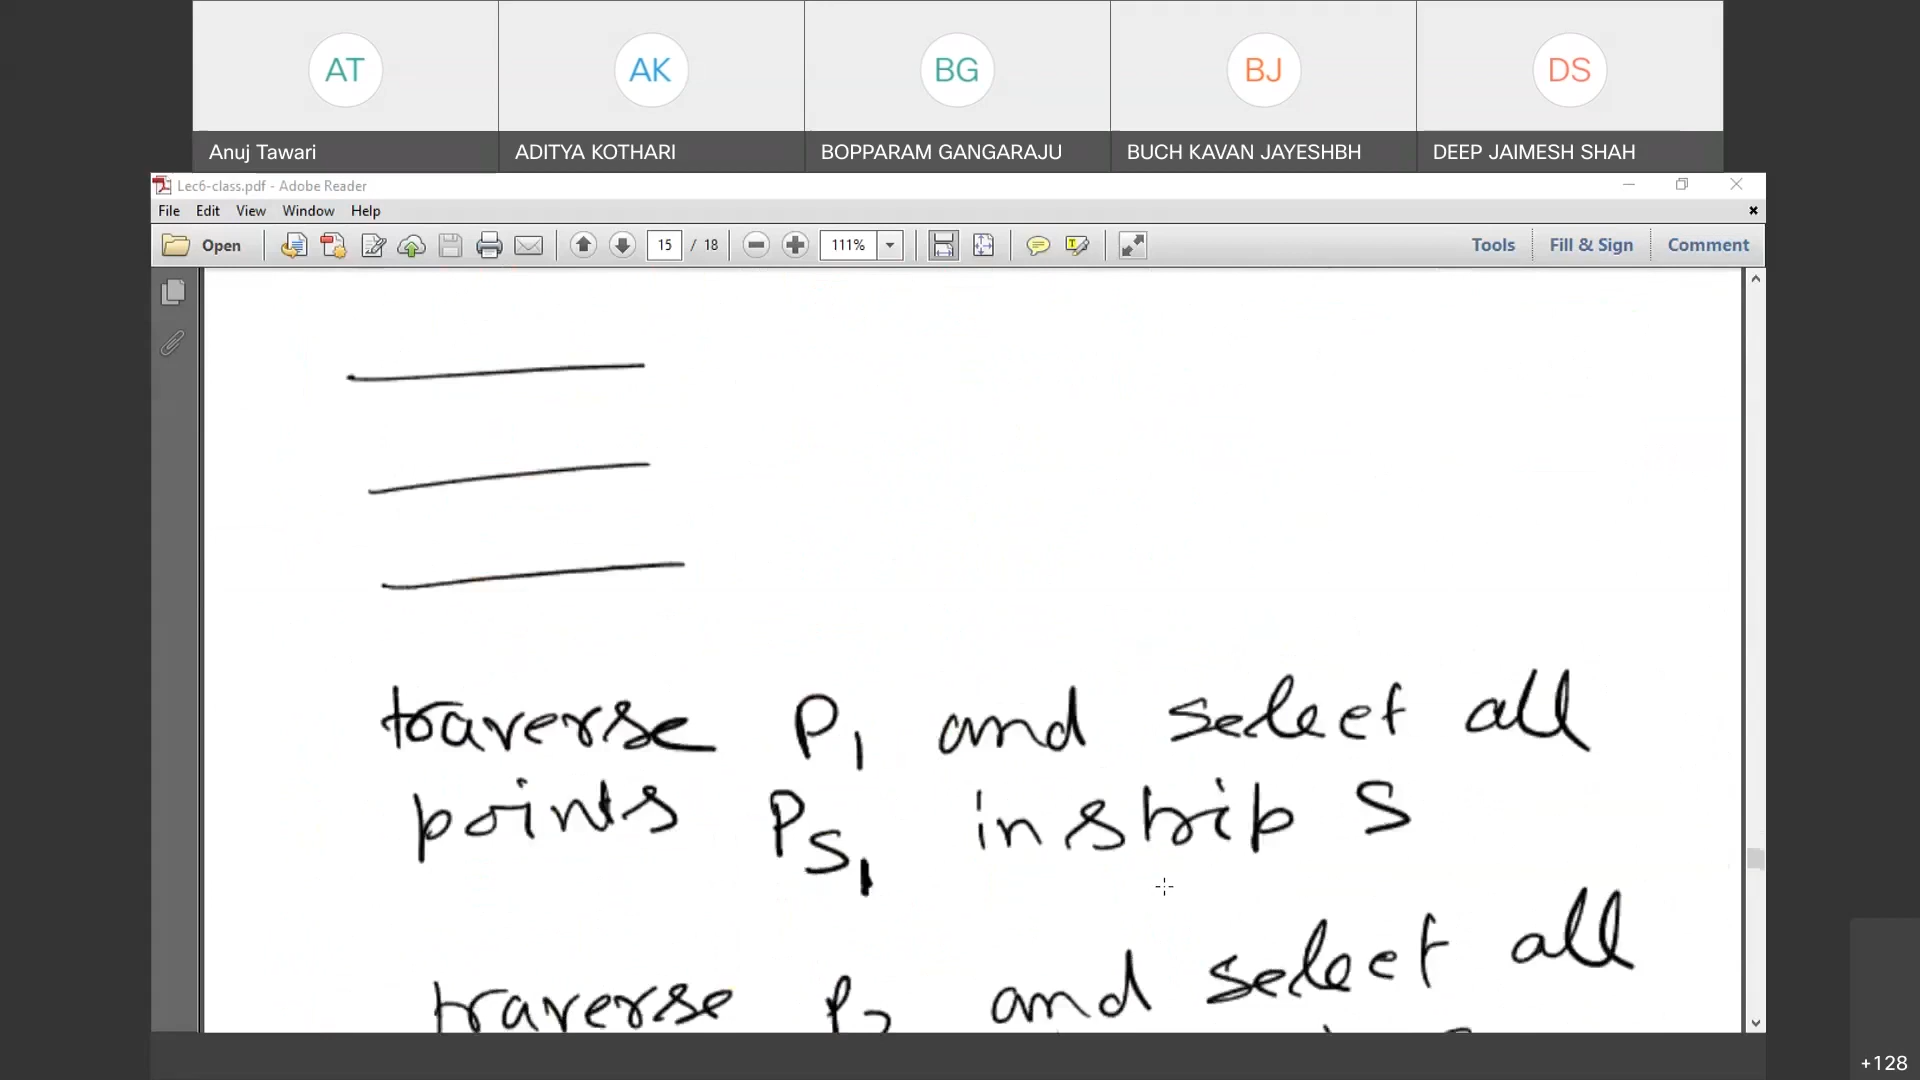 AT AK BG BJ DS
Anuj Tawari ADITYA KOTHARI BOPPARAM GANGARAJU BUCH KAVAN JAYESHBH DEEP JAIMESH SHAH
Lec6-class.pdf - Adobe Reader
File Edit View Window Help
Open 15 / 18 111% Tools Fill & Sign Comment
traverse P1 and select all
points PS1 in strip S
traverse P2 and select all
+128